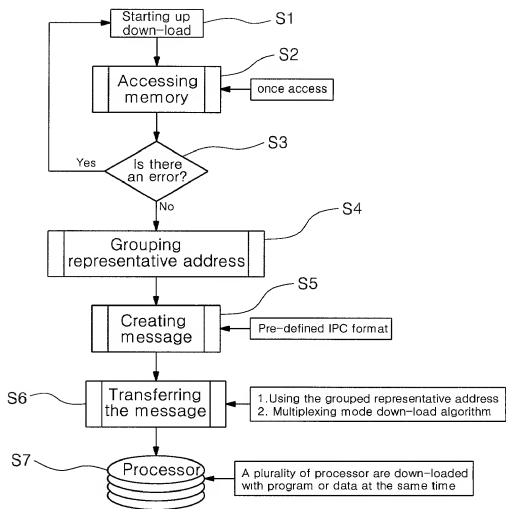 Starting up
down-load
S1
S2
Accessing
memory
once access
S3
Is there
an error?
Yes
No
S4
Grouping
representative address
S5
Creating
message
Pre-defined IPC format
S6
Transferring
the message
1.Using the grouped representative address
2. Multiplexing mode down-load algorithm
S7
Processor
A plurality of processor are down-loaded
with program or data at the same time